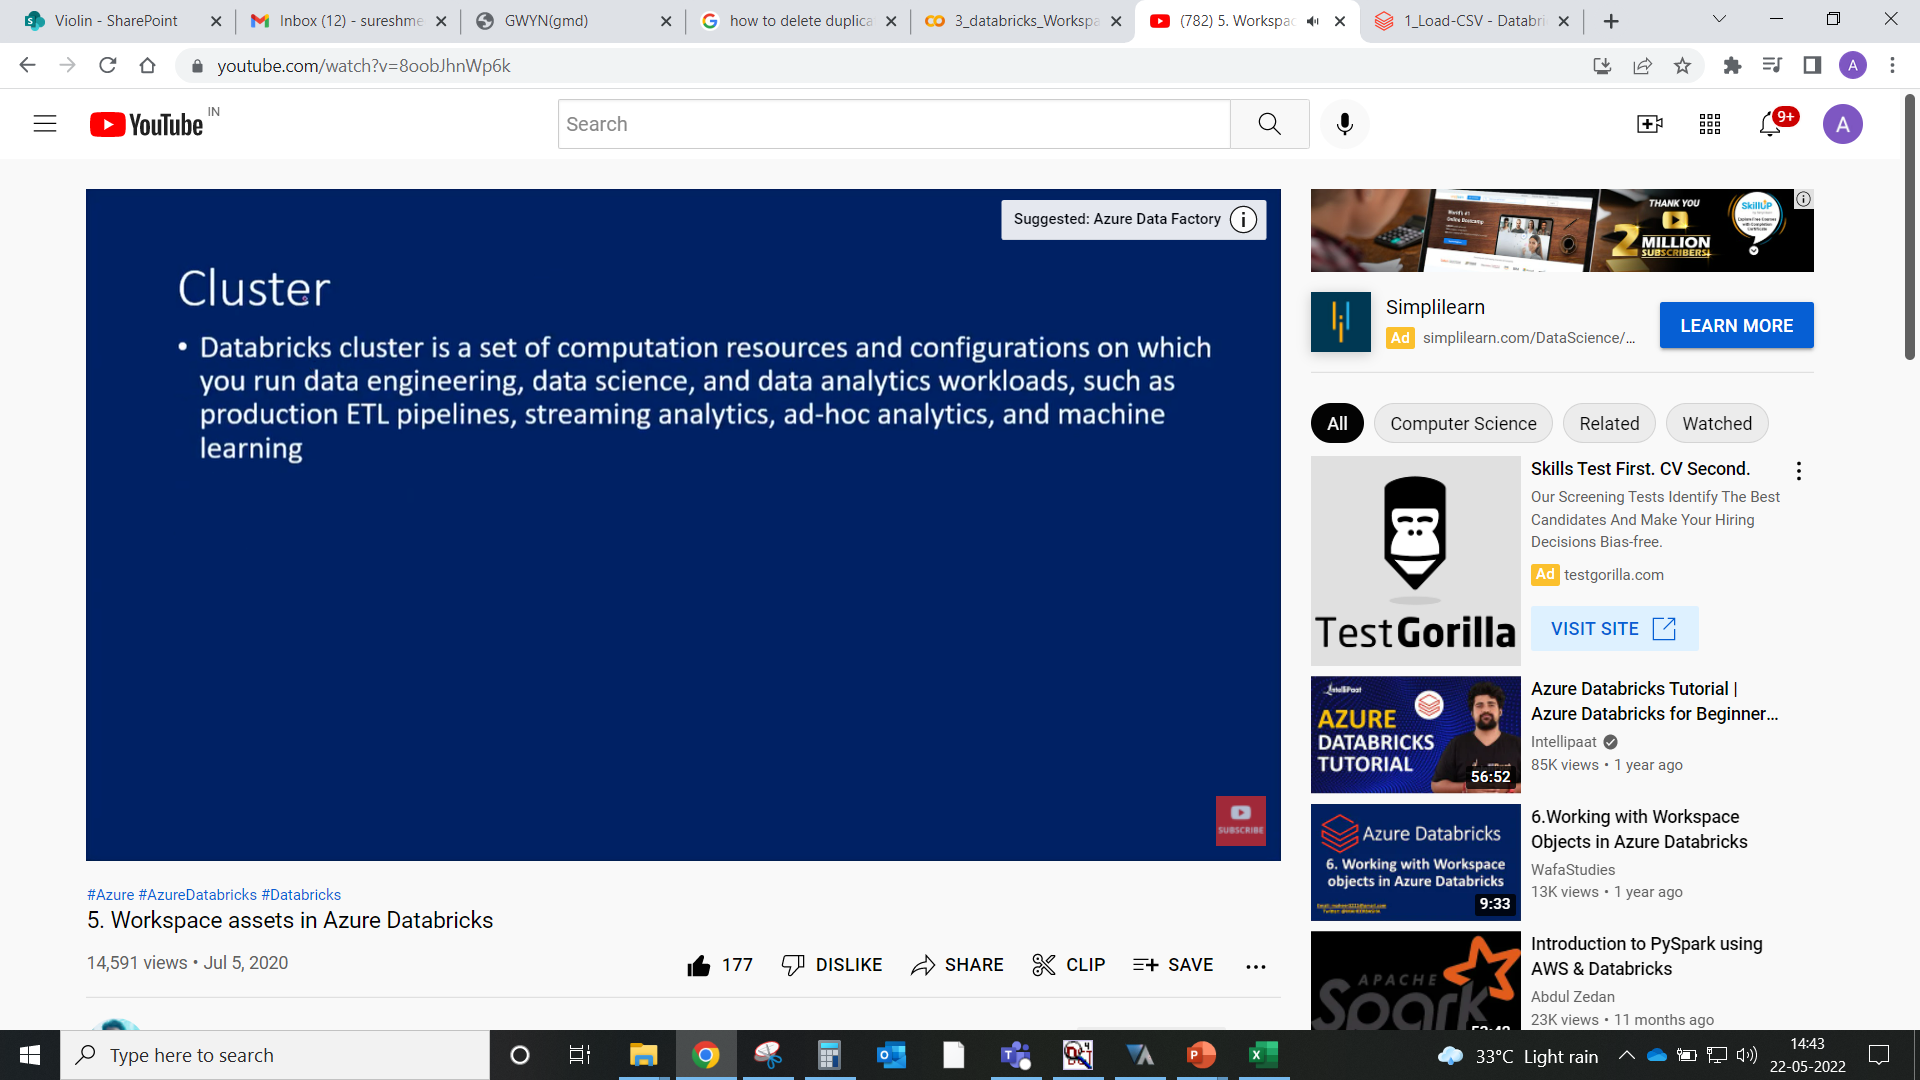 Violin - SharePoint
Inbox (12) - sureshme
GWYN(gmd)
how to delete duplica
3_databricks_Workspa
(782) 5. Workspac
1_Load-CSV - Databri
youtube.com/watch?v=8oobJhnWp6k
A
YouTube IN
Search
9+
A
Suggested: Azure Data Factory
Cluster
• Databricks cluster is a set of computation resources and configurations on which
you run data engineering, data science, and data analytics workloads, such as
production ETL pipelines, streaming analytics, ad-hoc analytics, and machine
learning
SUBSCRIBE
#Azure #AzureDatabricks #Databricks
5. Workspace assets in Azure Databricks
14,591 views • Jul 5, 2020
177
DISLIKE
SHARE
CLIP
SAVE
THANK YOU
2 MILLION
SUBSCRIBERS!
SkillUP
Simplilearn
Ad simplilearn.com/DataScience/...
LEARN MORE
All
Computer Science
Related
Watched
TestGorilla
Skills Test First. CV Second.
Our Screening Tests Identify The Best
Candidates And Make Your Hiring
Decisions Bias-free.
Ad testgorilla.com
VISIT SITE
IntelliPaat
AZURE
DATABRICKS
TUTORIAL
56:52
Azure Databricks Tutorial |
Azure Databricks for Beginner...
Intellipaat
85K views • 1 year ago
Azure Databricks
6. Working with Workspace
objects in Azure Databricks
9:33
6.Working with Workspace
Objects in Azure Databricks
WafaStudies
13K views • 1 year ago
APACHE
Spark
Introduction to PySpark using
AWS & Databricks
Abdul Zedan
23K views • 11 months ago
Type here to search
33°C Light rain
14:43
22-05-2022